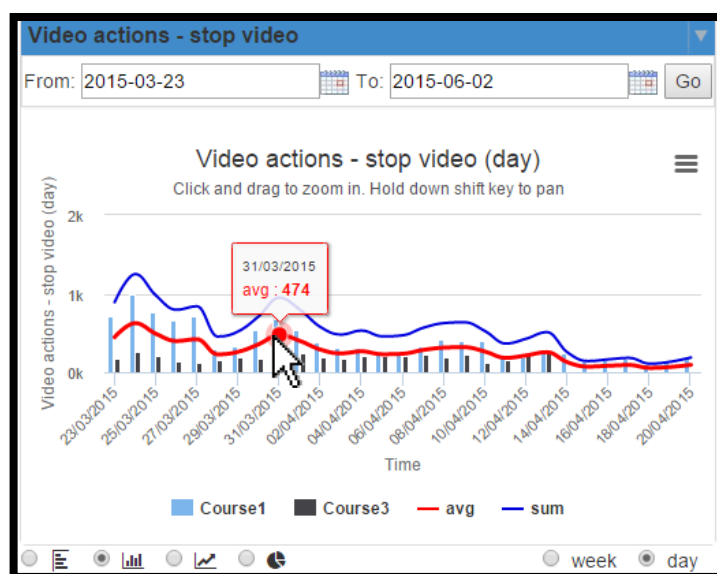 Video actions - stop video
From: 2015-03-23 To: 2015-06-02 Go
Video actions - stop video (day)
Click and drag to zoom in. Hold down shift key to pan
Video actions - stop video (day)
2k
1k
0k
31/03/2015
avg : 474
23/03/2015 25/03/2015 27/03/2015 29/03/2015 31/03/2015 02/04/2015 04/04/2015 06/04/2015 08/04/2015 10/04/2015 12/04/2015 14/04/2015 16/04/2015 18/04/2015 20/04/2015
Time
Course1 Course3 avg sum
week day